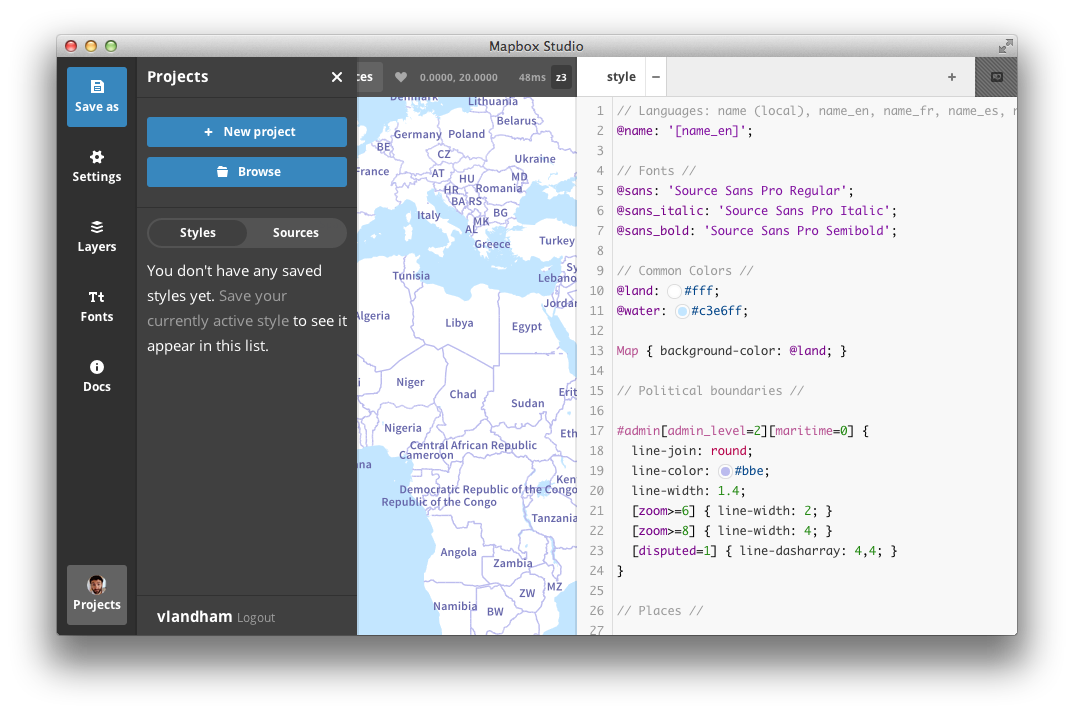 Mapbox Studio
Save as
Settings
Layers
Fonts
Docs
Projects
Projects
+ New project
Browse
Styles Sources
You don't have any saved
styles yet. Save your
currently active style to see it
appear in this list.
vlandham Logout
0.0000, 20.0000 48ms z3
Denmark
Lithuania
Belarus
Germany Poland
BE
CZ
Ukraine
France
AT
HU
MD
HR
Romania
BA RS
Italy
BG
MK
AL
Greece
Turkey
Tunisia
Libya
Egypt
Niger
Chad
Sudan
Nigeria
Central African Republic
Cameroon
Democratic Republic of the Congo
Republic of the Congo
Tanzania
Angola
Zambia
MZ
ZW
Namibia
BW
style
+
1 // Languages: name (local), name_en, name_fr, name_es,
2 @name: '[name_en]';
3
4 // Fonts //
5 @sans: 'Source Sans Pro Regular';
6 @sans_italic: 'Source Sans Pro Italic';
7 @sans_bold: 'Source Sans Pro Semibold';
8
9 // Common Colors //
10 @land: #fff;
11 @water: #c3e6ff;
12
13 Map { background-color: @land; }
14
15 // Political boundaries //
16
17 #admin[admin_level=2][maritime=0] {
18 line-join: round;
19 line-color: #bbe;
20 line-width: 1.4;
21 [zoom>=6] { line-width: 2; }
22 [zoom>=8] { line-width: 4; }
23 [disputed=1] { line-dasharray: 4,4; }
24 }
25
26 // Places //
27